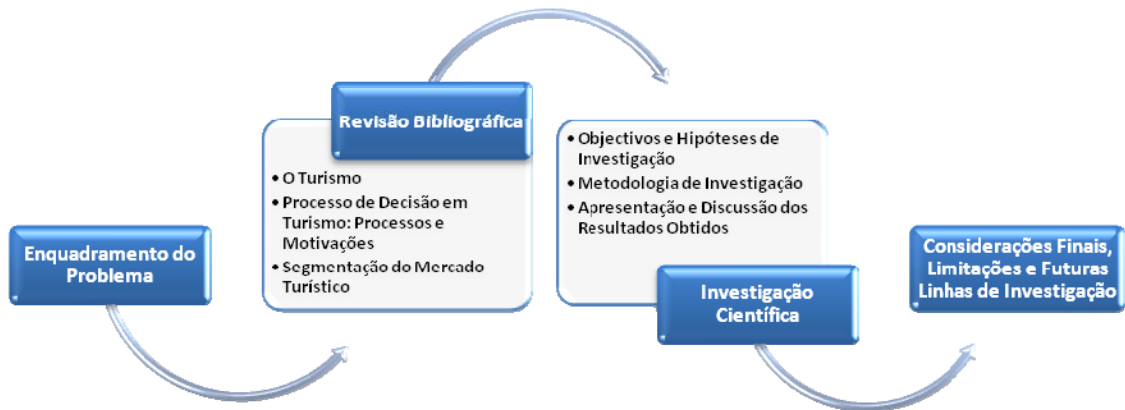 Enquadramento do
Problema
Revisão Bibliográfica
• O Turismo
• Processo de Decisão em
Turismo: Processos e
Motivações
• Segmentação do Mercado
Turístico
• Objectivos e Hipóteses de
Investigação
• Metodologia de Investigação
• Apresentação e Discussão dos
Resultados Obtidos
Investigação
Científica
Considerações Finais,
Limitações e Futuras
Linhas de Investigação